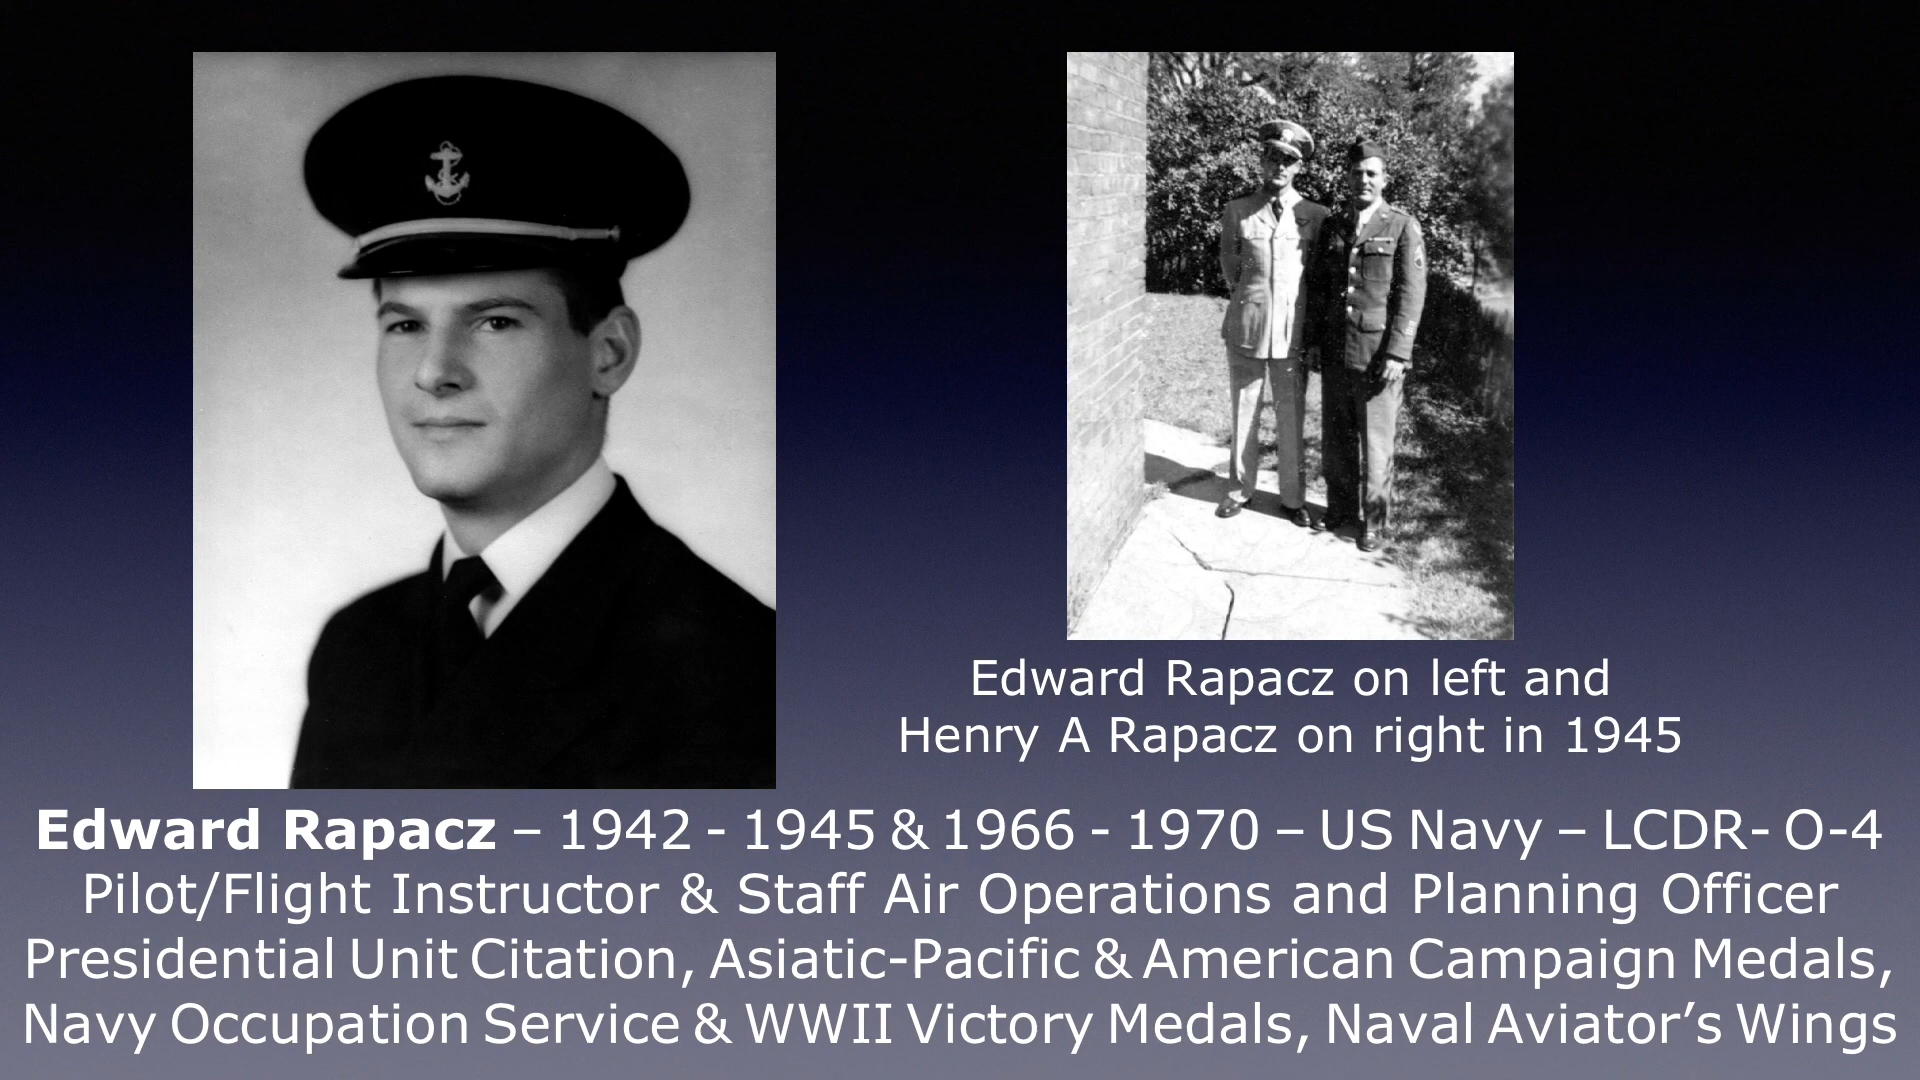 Edward Rapacz on left and
Henry A Rapacz on right in 1945
Edward Rapacz – 1942 - 1945 & 1966 - 1970 – US Navy – LCDR- O-4
Pilot/Flight Instructor & Staff Air Operations and Planning Officer
Presidential Unit Citation, Asiatic-Pacific & American Campaign Medals,
Navy Occupation Service & WWII Victory Medals, Naval Aviator’s Wings